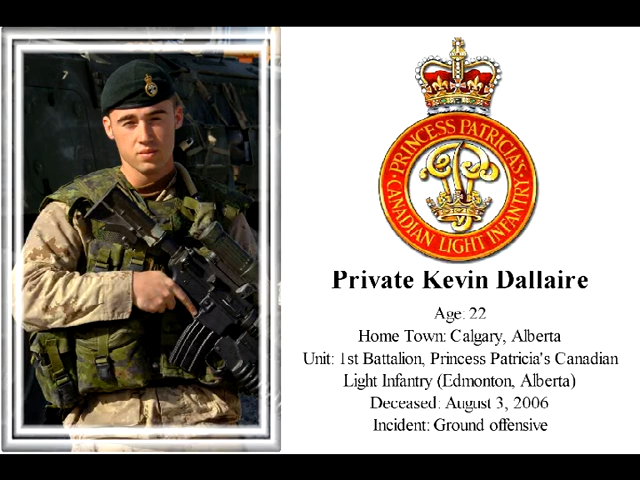 PRINCESS PATRICIA'S
CANADIAN LIGHT INFANTRY
Private Kevin Dallaire
Age: 22
Home Town: Calgary, Alberta
Unit: 1st Battalion, Princess Patricia's Canadian
Light Infantry (Edmonton, Alberta)
Deceased: August 3, 2006
Incident: Ground offensive